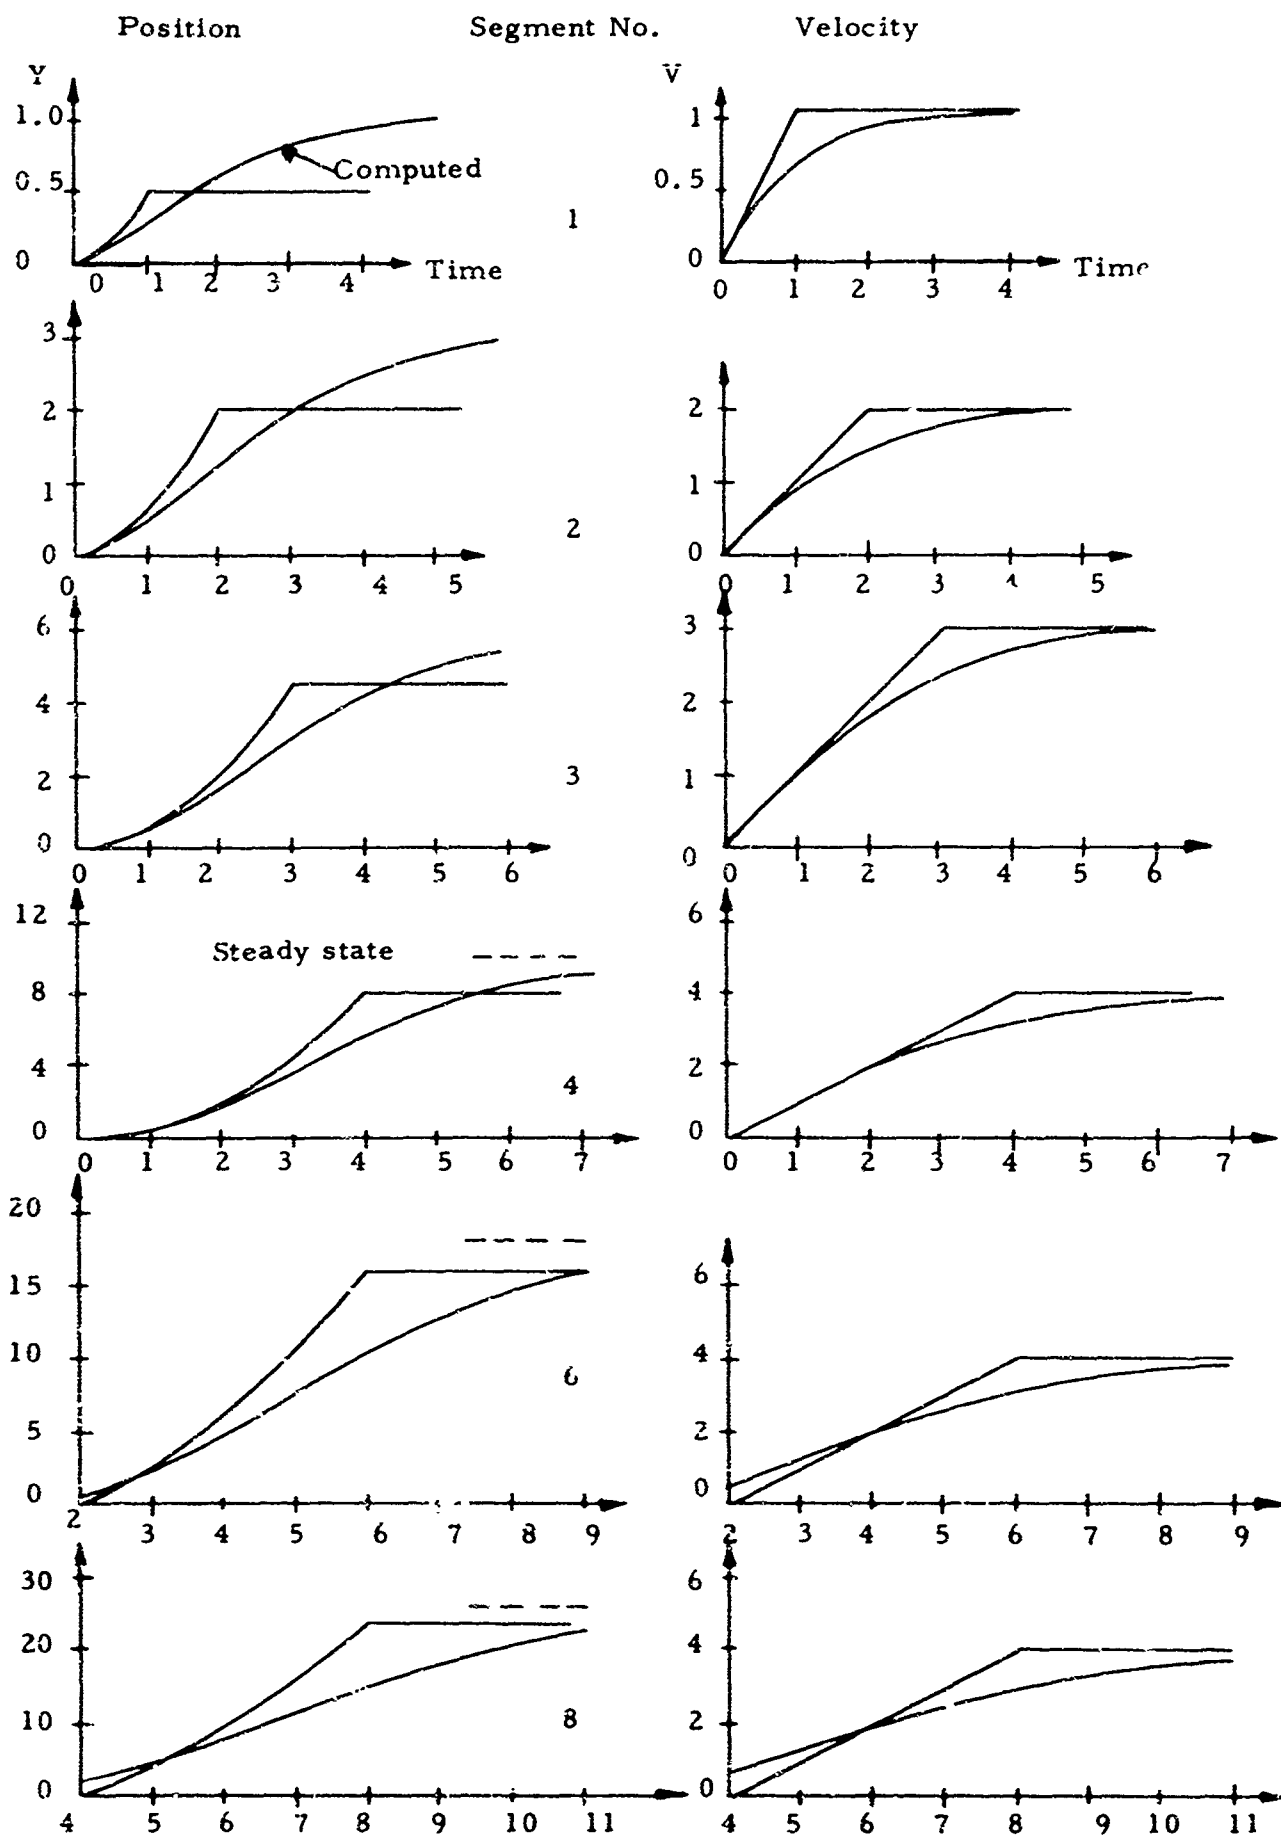 Position Segment No. Velocity
Y V
1.0 1
Computed
0.5 0.5
1
0 0
Time Time
0 1 2 3 4 0 1 2 3 4
3
2 2
1 1
2
0
0 1 2 3 4 5 0 1 2 3 5
6 3
4 2
2 3 1
0 0
0 1 2 3 4 5 6 0 1 2 3 4 5 6
12 6
Steady state
8 4
4 4 2
0 0
0 1 2 3 4 5 6 7 0 1 2 3 4 5 6 7
20
15 6
10 4
6
5 2
0 0
2 3 4 5 6 7 8 9 2 3 4 5 6 7 8 9
30 6
20 4
10 8 2
0 0
4 5 6 7 8 9 10 11 4 5 6 7 8 9 10 11